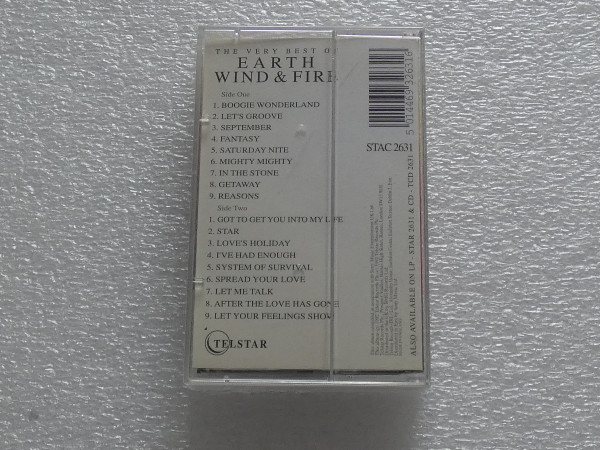 THE VERY BEST OF
EARTH
WIND & FIRE
Side One
1. BOOGIE WONDERLAND
2. LET'S GROOVE
3. SEPTEMBER
4. FANTASY
5. SATURDAY NITE
6. MIGHTY MIGHTY
7. IN THE STONE
8. GETAWAY
9. REASONS
Side Two
1. GOT TO GET YOU INTO MY LIFE
2. STAR
3. LOVE'S HOLIDAY
4. I'VE HAD ENOUGH
5. SYSTEM OF SURVIVAL
6. SPREAD YOUR LOVE
7. LET ME TALK
8. AFTER THE LOVE HAS GONE
9. LET YOUR FEELINGS SHOW
TELSTAR
5 014469 326316
STAC 2631
ALSO AVAILABLE ON LP - STAR 2631 & CD - TCD 2631